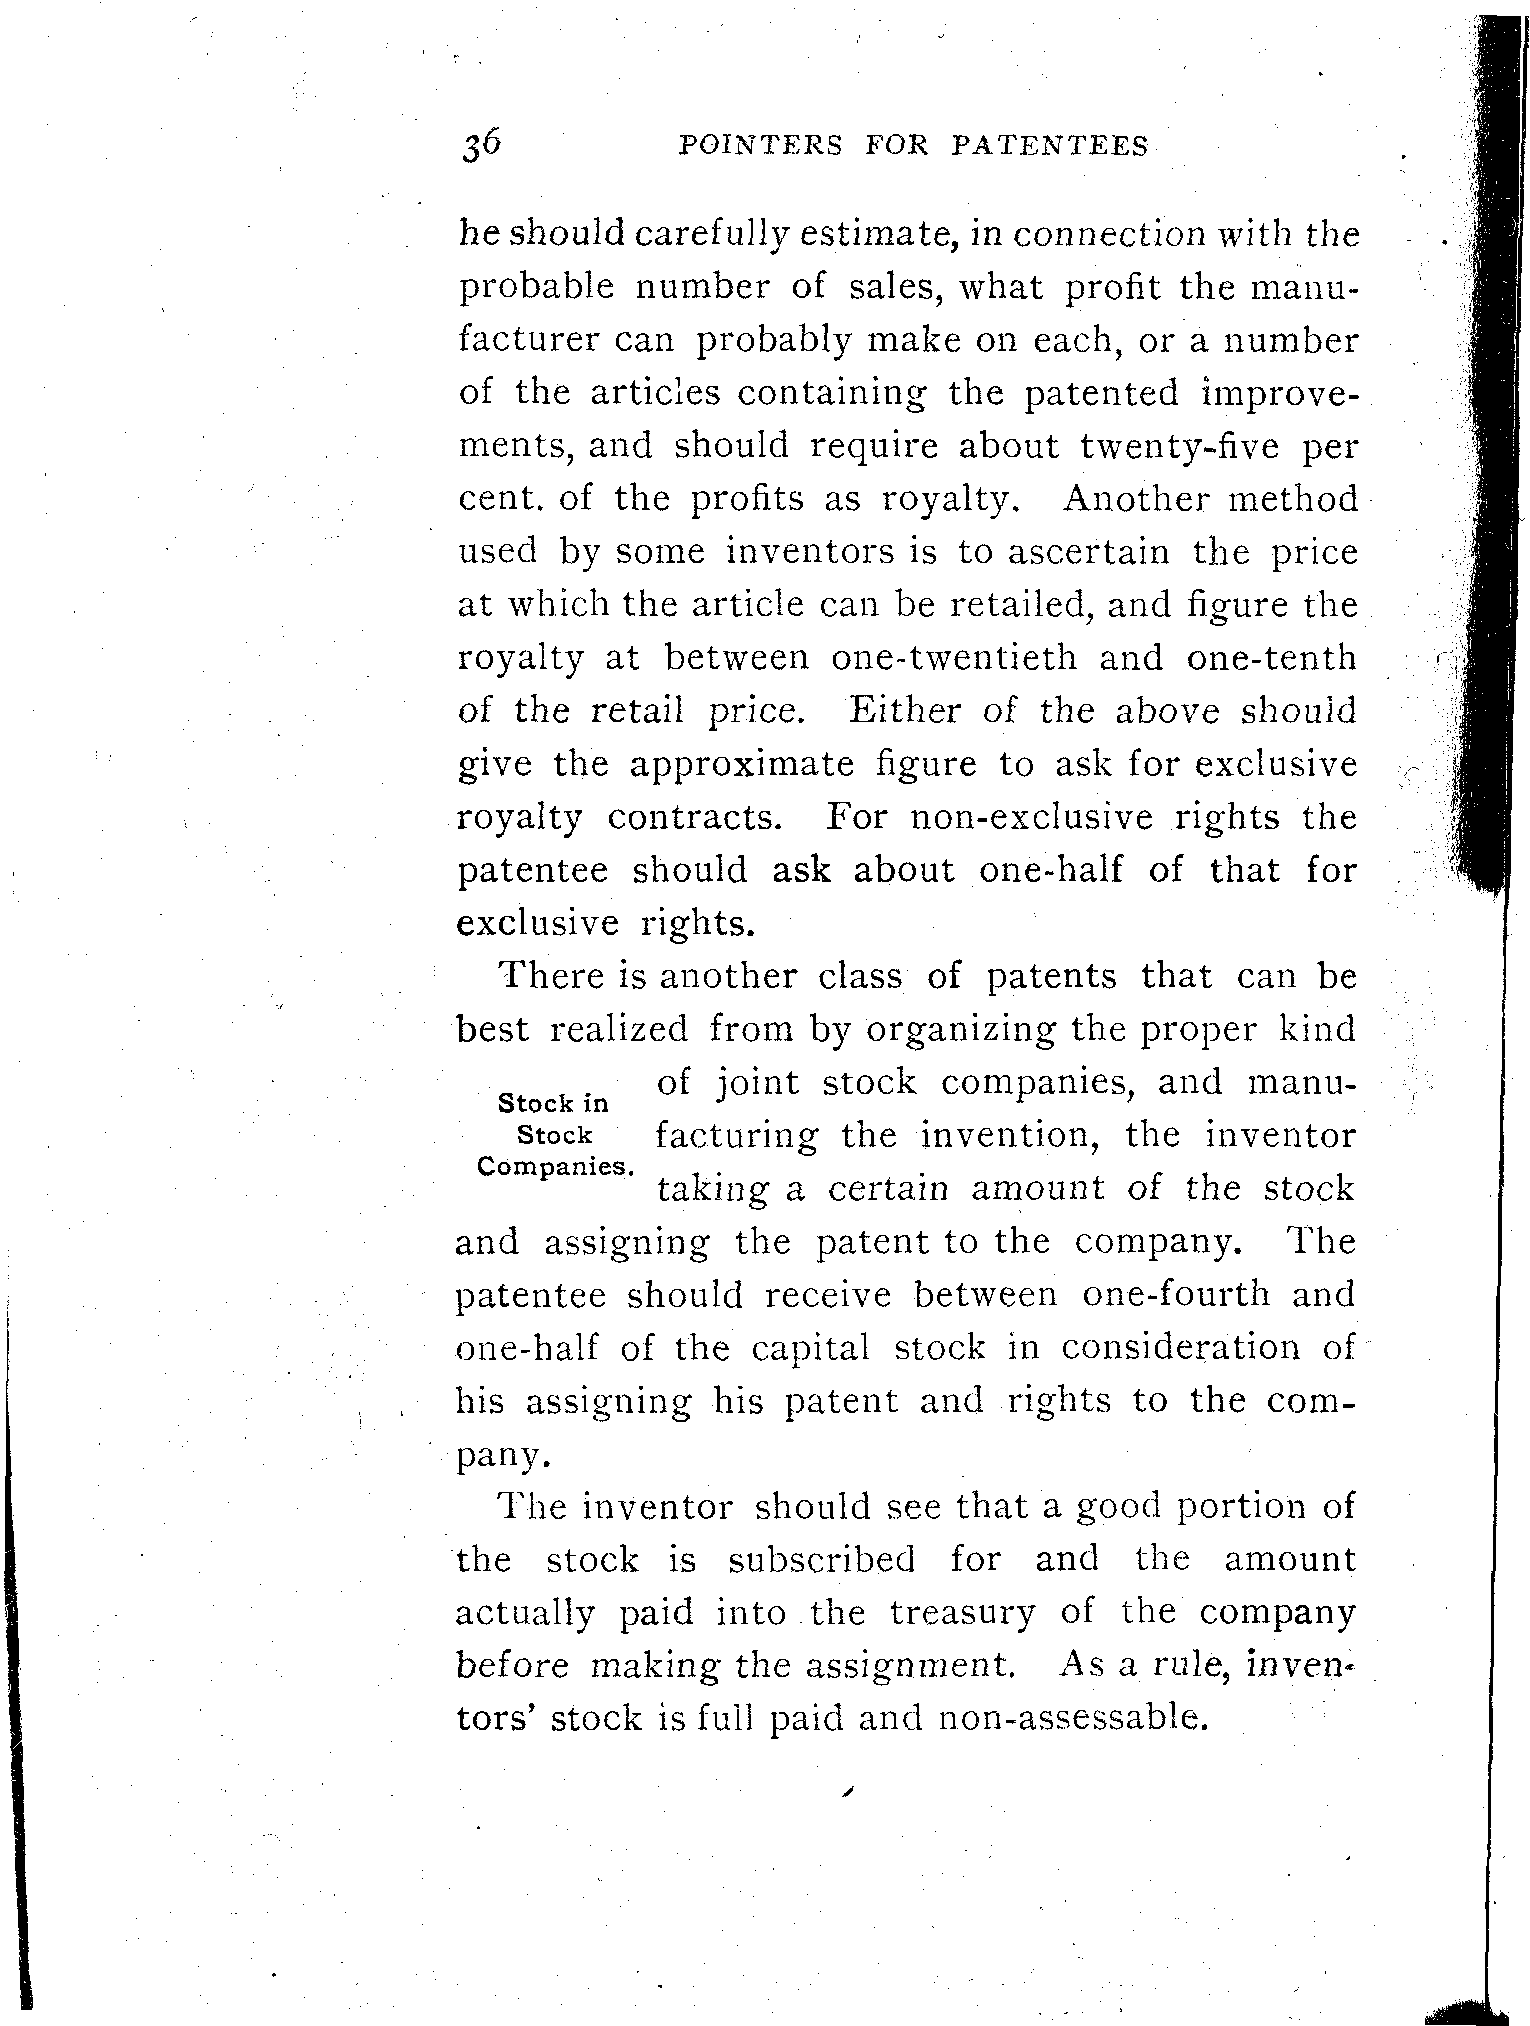 36 POINTERS FOR PATENTEES
he should carefully estimate, in connection with the
probable number of sales, what profit the manu-
facturer can probably make on each, or a number
of the articles containing the patented improve-
ments, and should require about twenty-five per
cent. of the profits as royalty. Another method
used by some inventors is to ascertain the price
at which the article can be retailed, and figure the
royalty at between one-twentieth and one-tenth
of the retail price. Either of the above should
give the approximate figure to ask for exclusive
royalty contracts. For non-exclusive rights the
patentee should ask about one-half of that for
exclusive rights.
There is another class of patents that can be
best realized from by organizing the proper kind
Stock in
Stock
Companies.
of joint stock companies, and manu-
facturing the invention, the inventor
taking a certain amount of the stock
and assigning the patent to the company. The
patentee should receive between one-fourth and
one-half of the capital stock in consideration of
his assigning his patent and rights to the com-
pany.
The inventor should see that a good portion of
the stock is subscribed for and the amount
actually paid into the treasury of the company
before making the assignment. As a rule, inven-
tors' stock is full paid and non-assessable.